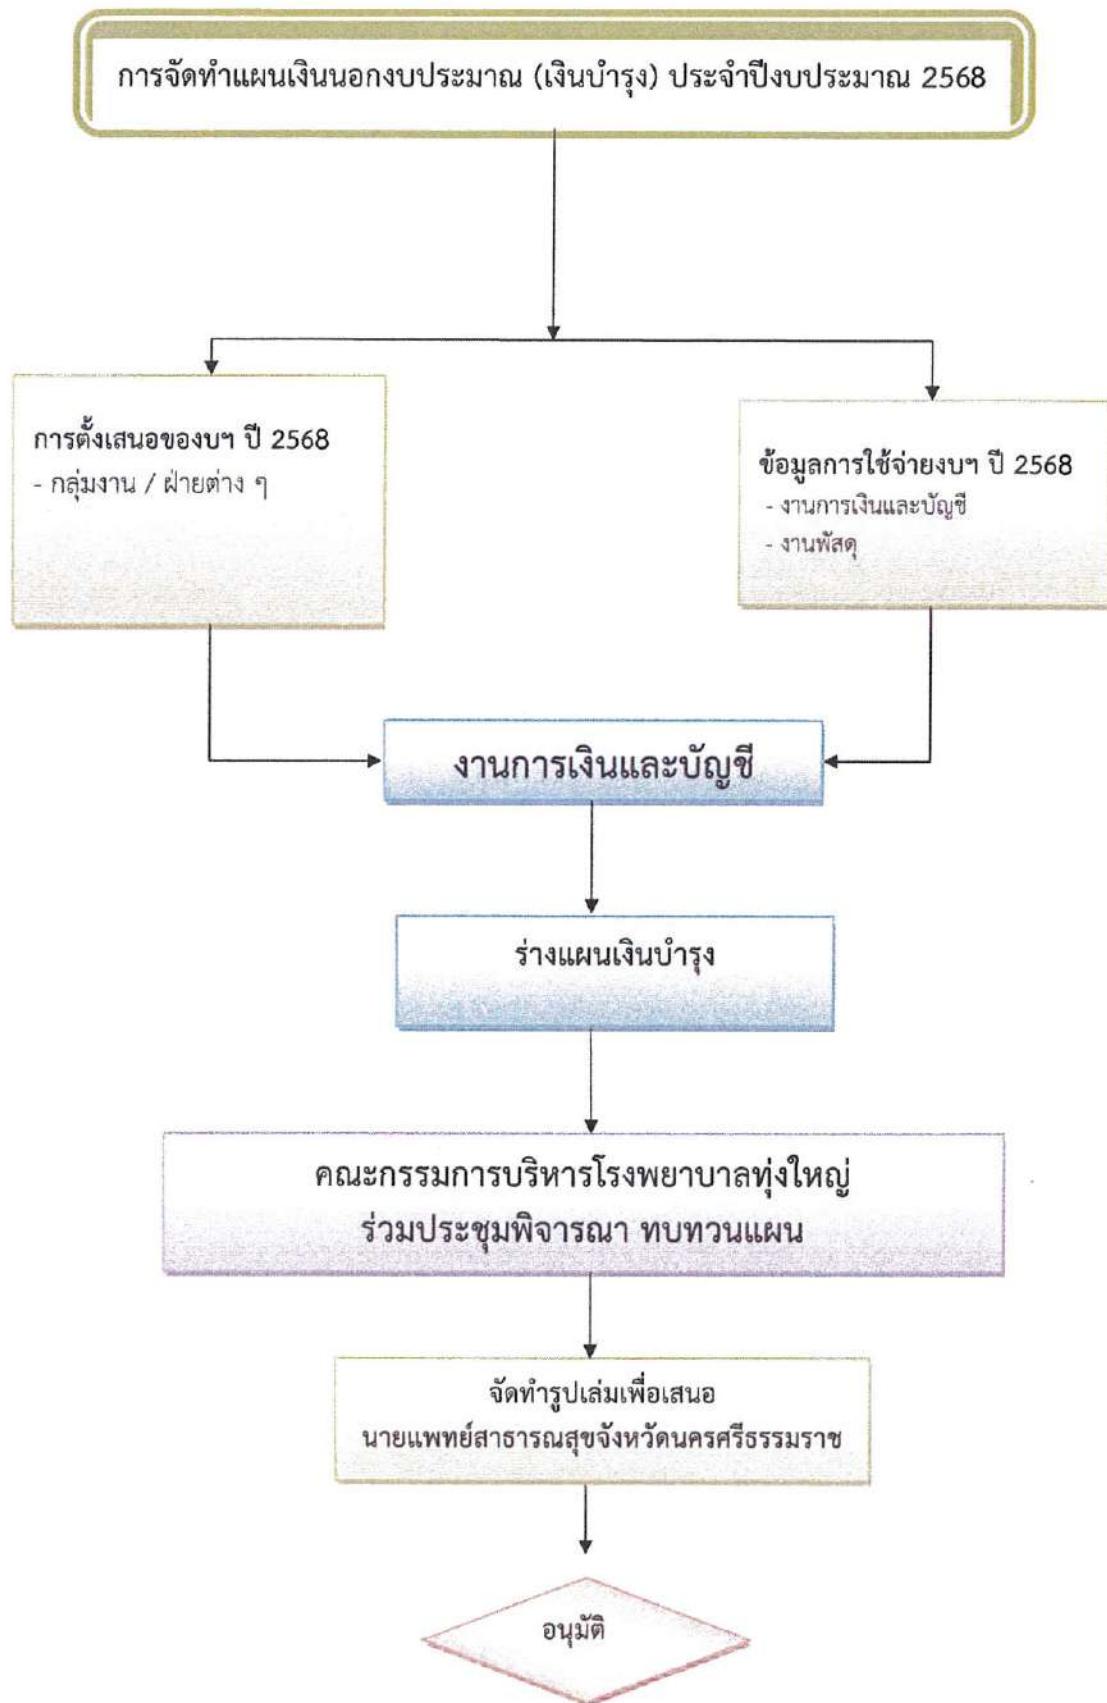 การจัดทำแผนเงินนอกงบประมาณ (เงินบำรุง) ประจำปีงบประมาณ 2568
การตั้งเสนอของบฯ ปี 2568
- กลุ่มงาน / ฝ่ายต่าง ๆ
ข้อมูลการใช้จ่ายงบฯ ปี 2568
- งานการเงินและบัญชี
- งานพัสดุ
งานการเงินและบัญชี
ร่างแผนเงินบำรุง
คณะกรรมการบริหารโรงพยาบาลทุ่งใหญ่
ร่วมประชุมพิจารณา ทบทวนแผน
จัดทำรูปเล่มเพื่อเสนอ
นายแพทย์สาธารณสุขจังหวัดนครศรีธรรมราช
อนุมัติ